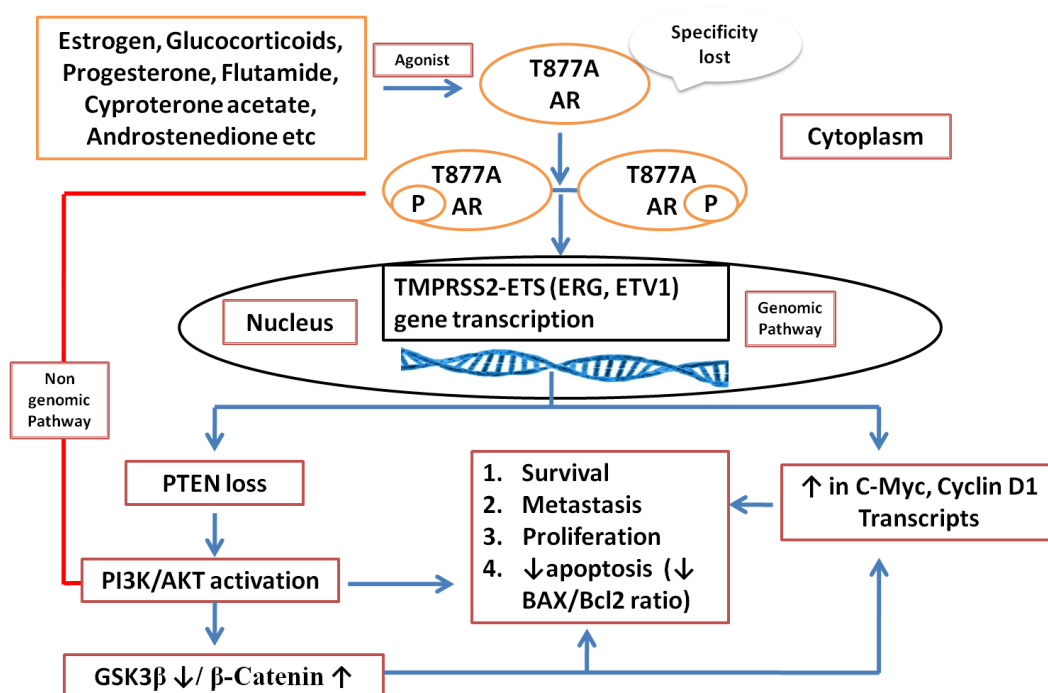 Estrogen, Glucocorticoids,
Progesterone, Flutamide,
Cyproterone acetate,
Androstenedione etc
Agonist
T877A
AR
Specificity
lost
Cytoplasm
T877A
AR
P
T877A
AR
P
TMPRSS2-ETS (ERG, ETV1)
gene transcription
Nucleus
Genomic
Pathway
Non
genomic
Pathway
PTEN loss
1. Survival
2. Metastasis
3. Proliferation
4. ↓apoptosis (↓
BAX/Bcl2 ratio)
↑ in C-Myc, Cyclin D1
Transcripts
PI3K/AKT activation
GSK3β ↓/ β-Catenin ↑